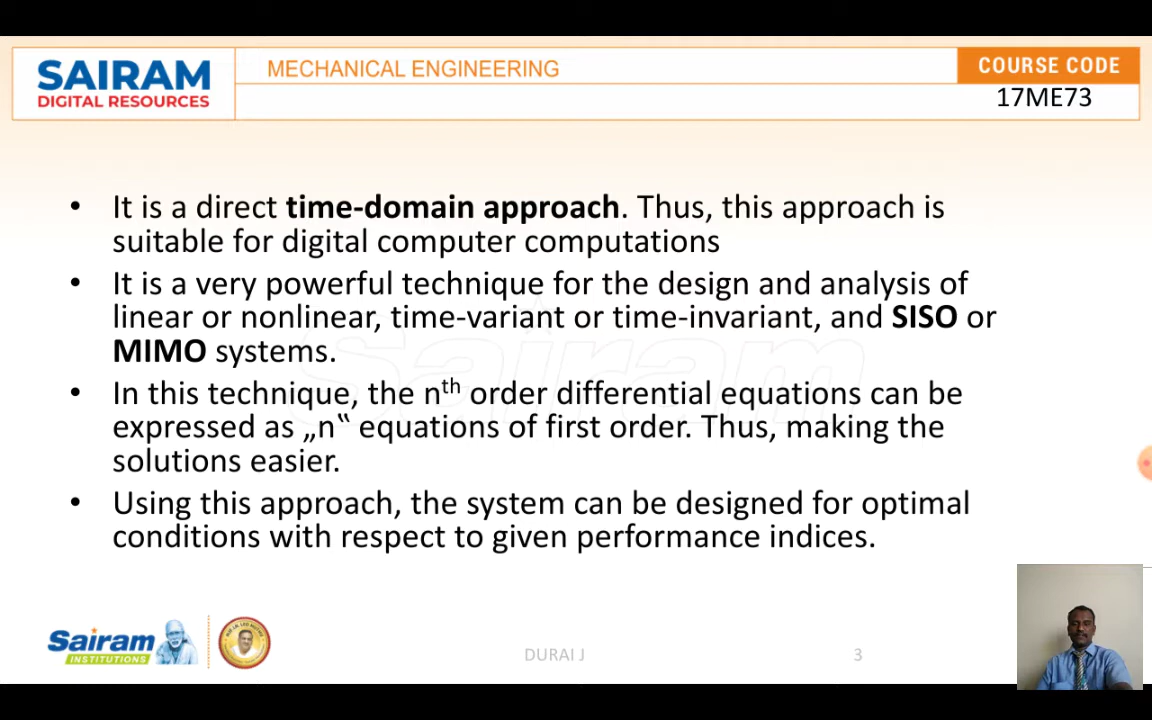 SAIRAM
DIGITAL RESOURCES
MECHANICAL ENGINEERING
COURSE CODE
17ME73
• It is a direct time-domain approach. Thus, this approach is
suitable for digital computer computations
• It is a very powerful technique for the design and analysis of
linear or nonlinear, time-variant or time-invariant, and SISO or
MIMO systems.
• In this technique, the nth order differential equations can be
expressed as „n‟ equations of first order. Thus, making the
solutions easier.
• Using this approach, the system can be designed for optimal
conditions with respect to given performance indices.
Sairam
Sairam
INSTITUTIONS
DURAI J
3